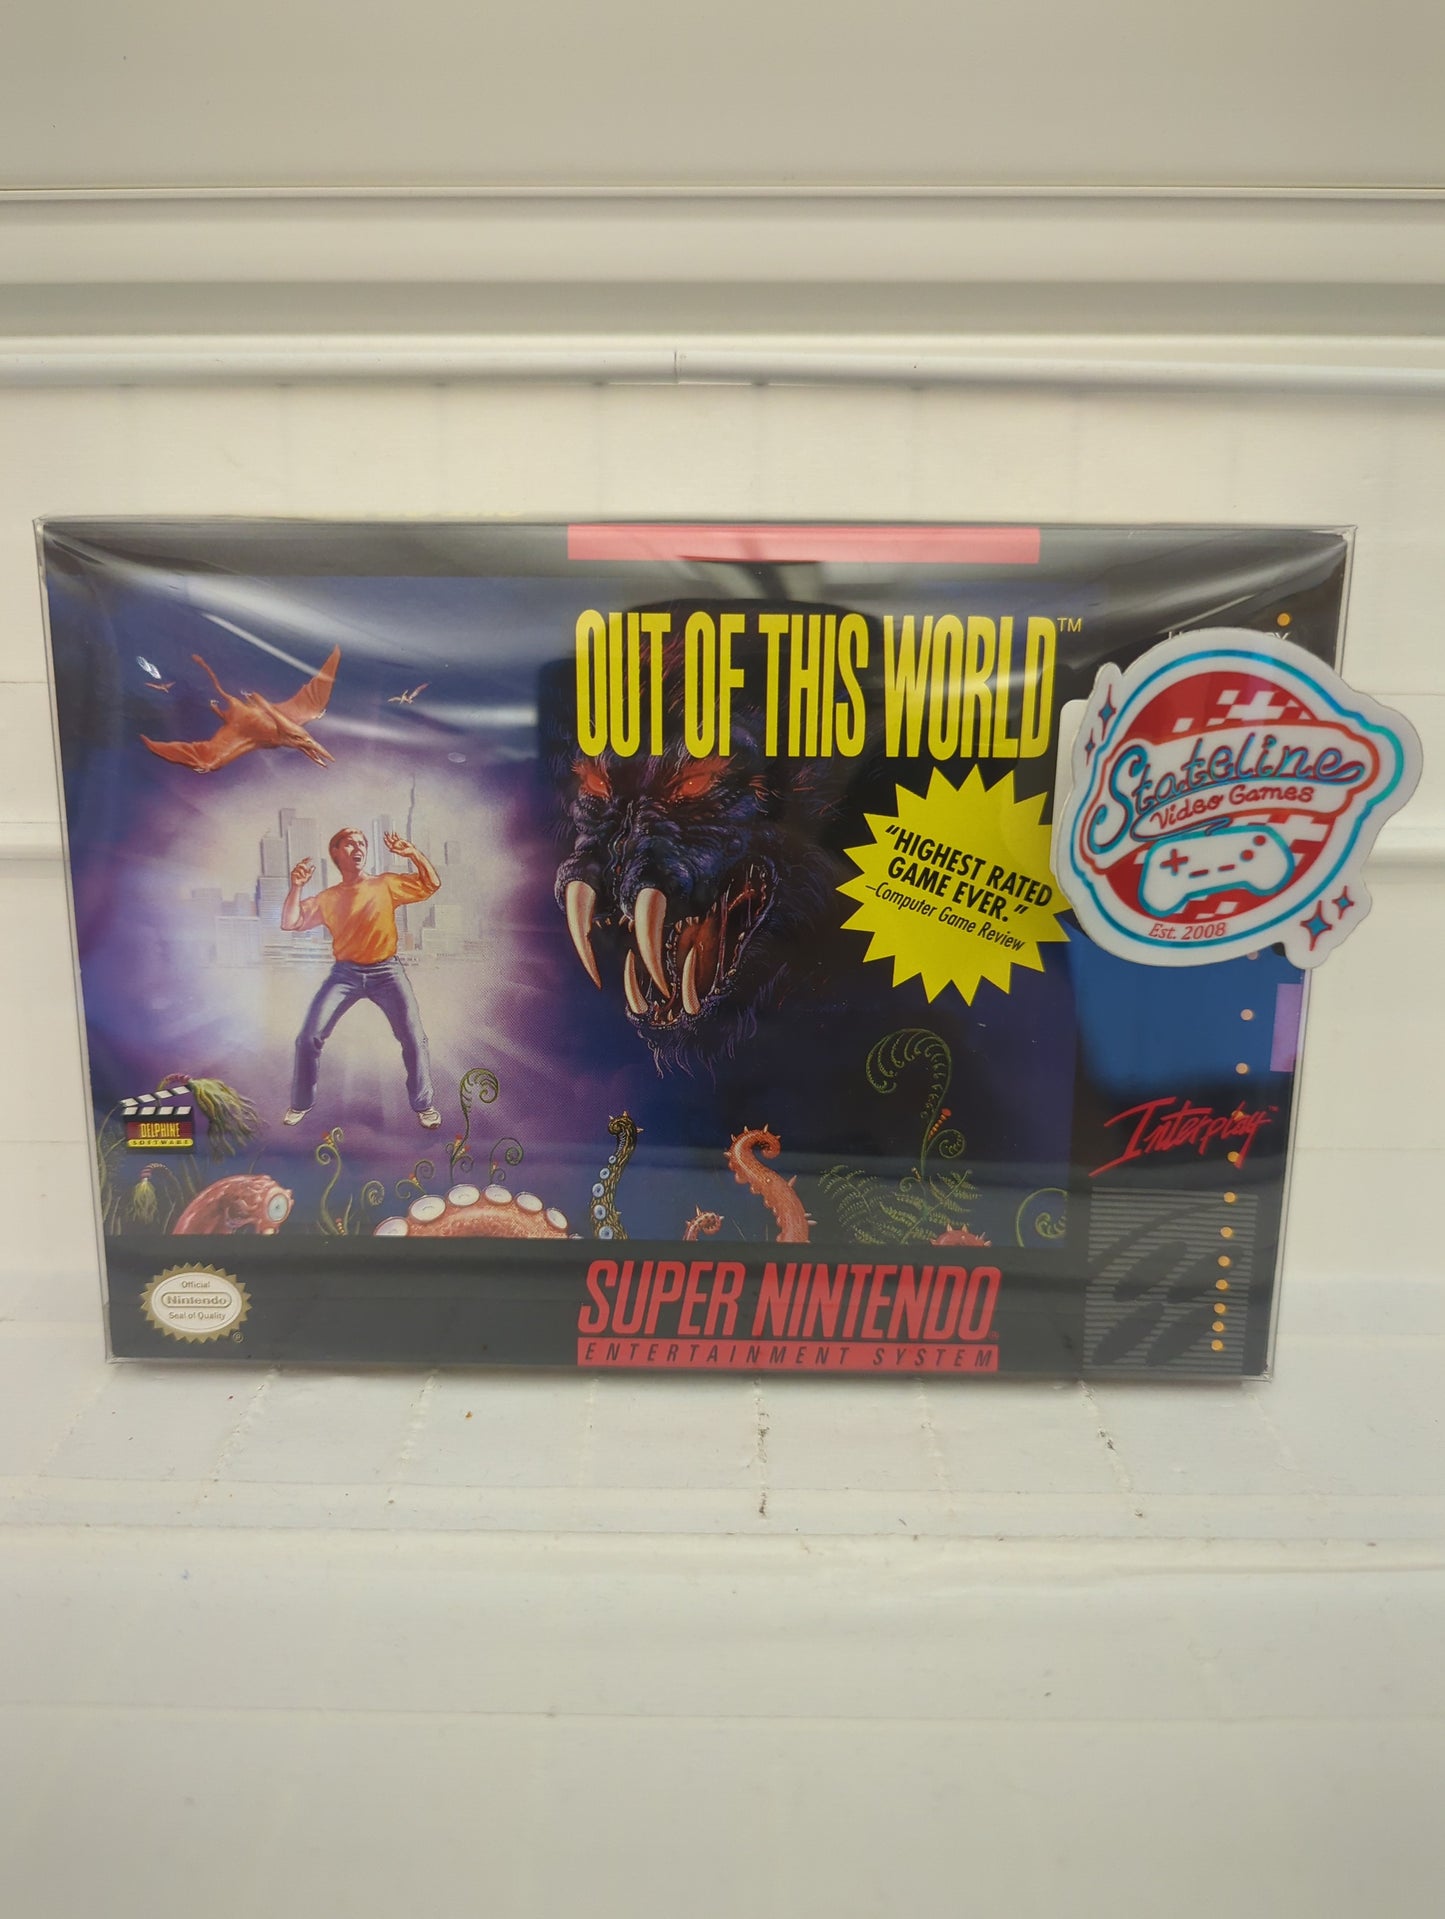 OUT OF THIS WORLD™
"HIGHEST RATED
GAME EVER."
—Computer Game Review
Stateline
Video Games
Est. 2008
DELPHINE
SOFTWARE
Interplay™
Official
Nintendo
Seal of Quality
®
SUPER NINTENDO®
ENTERTAINMENT SYSTEM